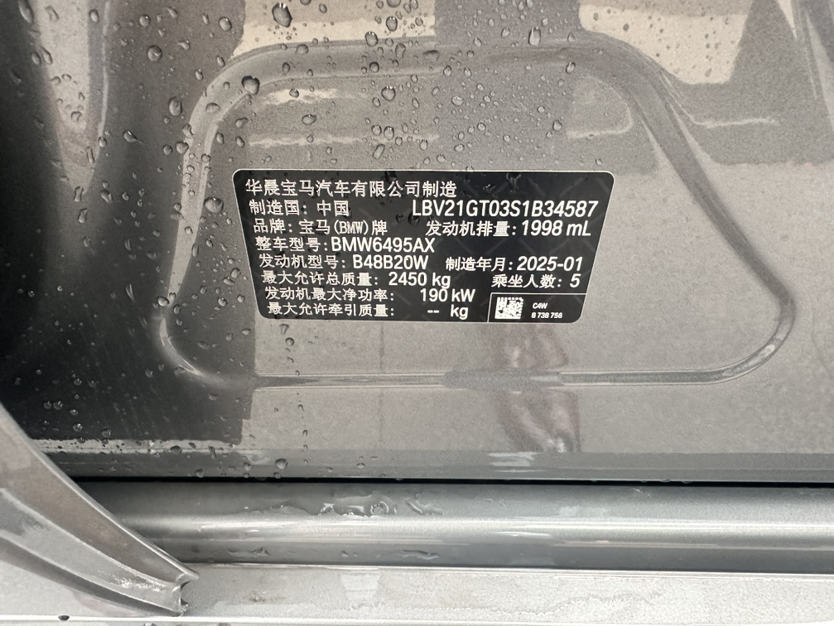 华晨宝马汽车有限公司制造
制造国: 中国 LBV21GT03S1B34587
品牌: 宝马(BMW)牌 发动机排量: 1998 mL
整车型号: BMW6495AX
发动机型号: B48B20W 制造年月: 2025-01
最大允许总质量: 2450 kg 乘坐人数: 5
发动机最大净功率: 190 kW
最大允许牵引质量: -- kg
C4W
8 738 756